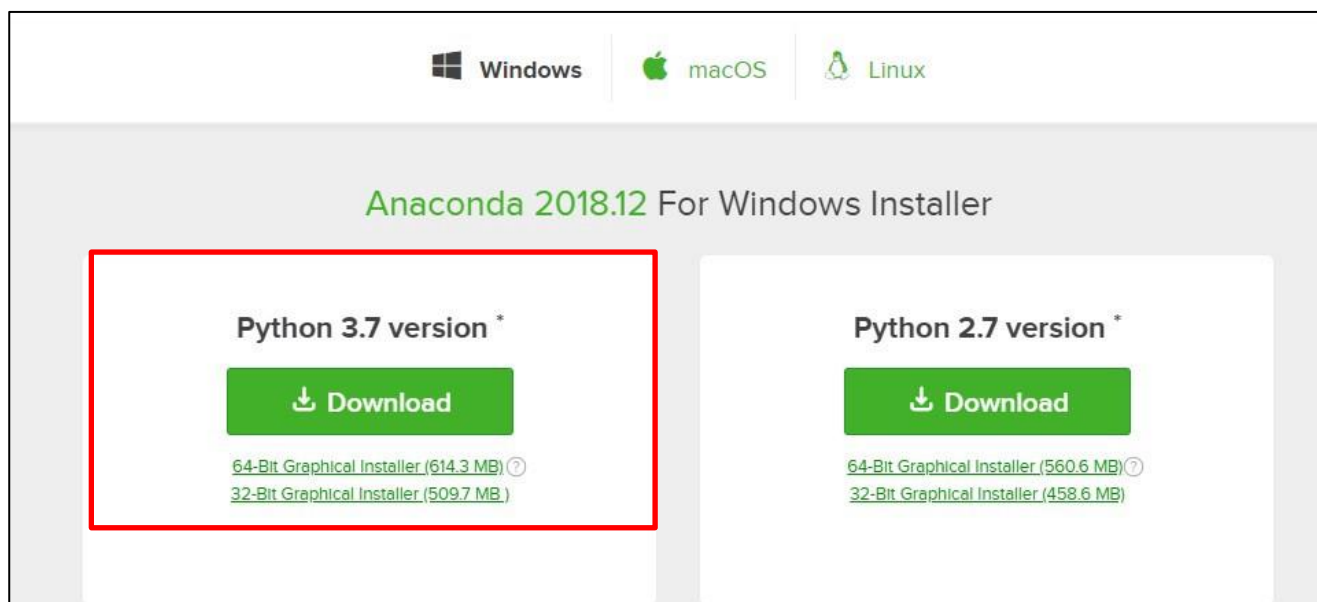 Windows macOS Linux
Anaconda 2018.12 For Windows Installer
Python 3.7 version *
Download
64-Bit Graphical Installer (614.3 MB) ?
32-Bit Graphical Installer (509.7 MB )
Python 2.7 version *
Download
64-Bit Graphical Installer (560.6 MB) ?
32-Bit Graphical Installer (458.6 MB)